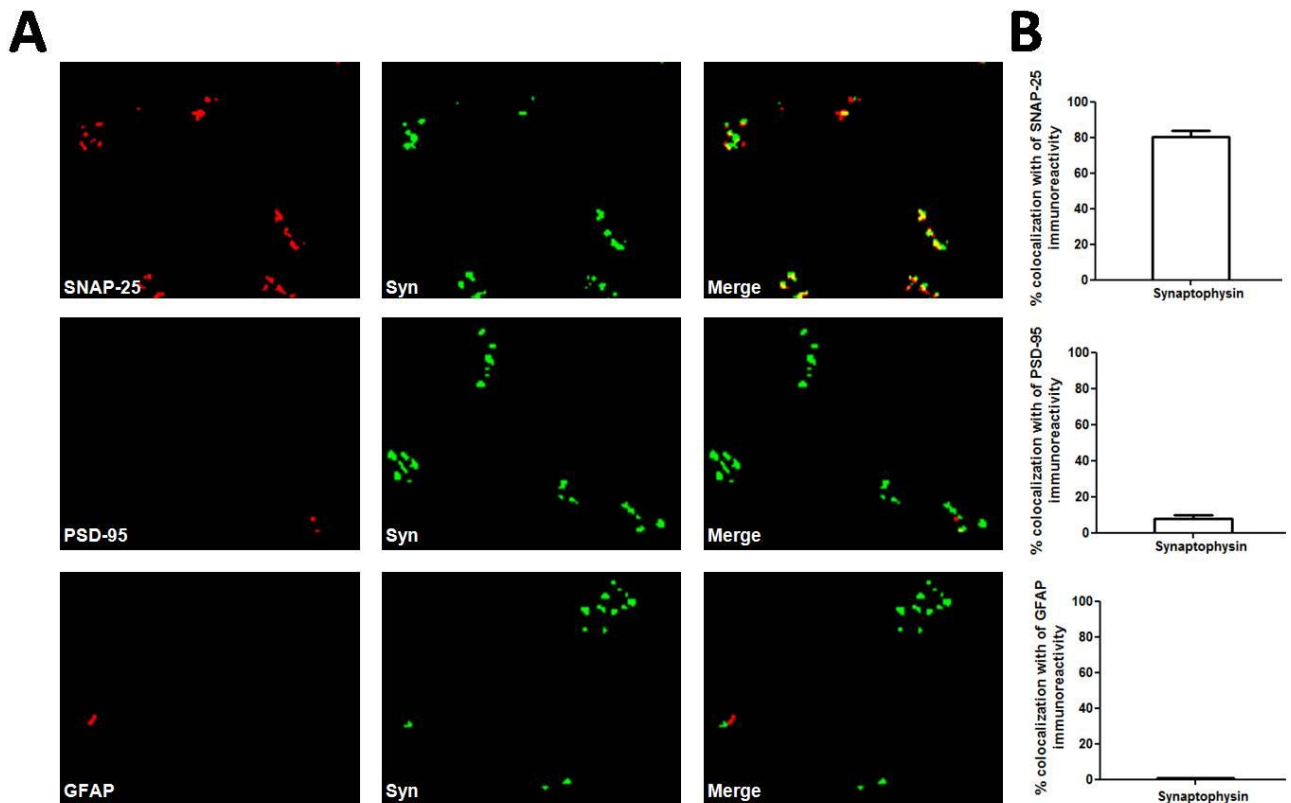 A
B
SNAP-25
Syn
Merge
% colocalization with of SNAP-25
immunoreactivity
100
80
60
40
20
0
Synaptophysin
PSD-95
Syn
Merge
% colocalization with of PSD-95
immunoreactivity
100
80
60
40
20
0
Synaptophysin
GFAP
Syn
Merge
% colocalization with of GFAP
immunoreactivity
100
80
60
40
20
0
Synaptophysin